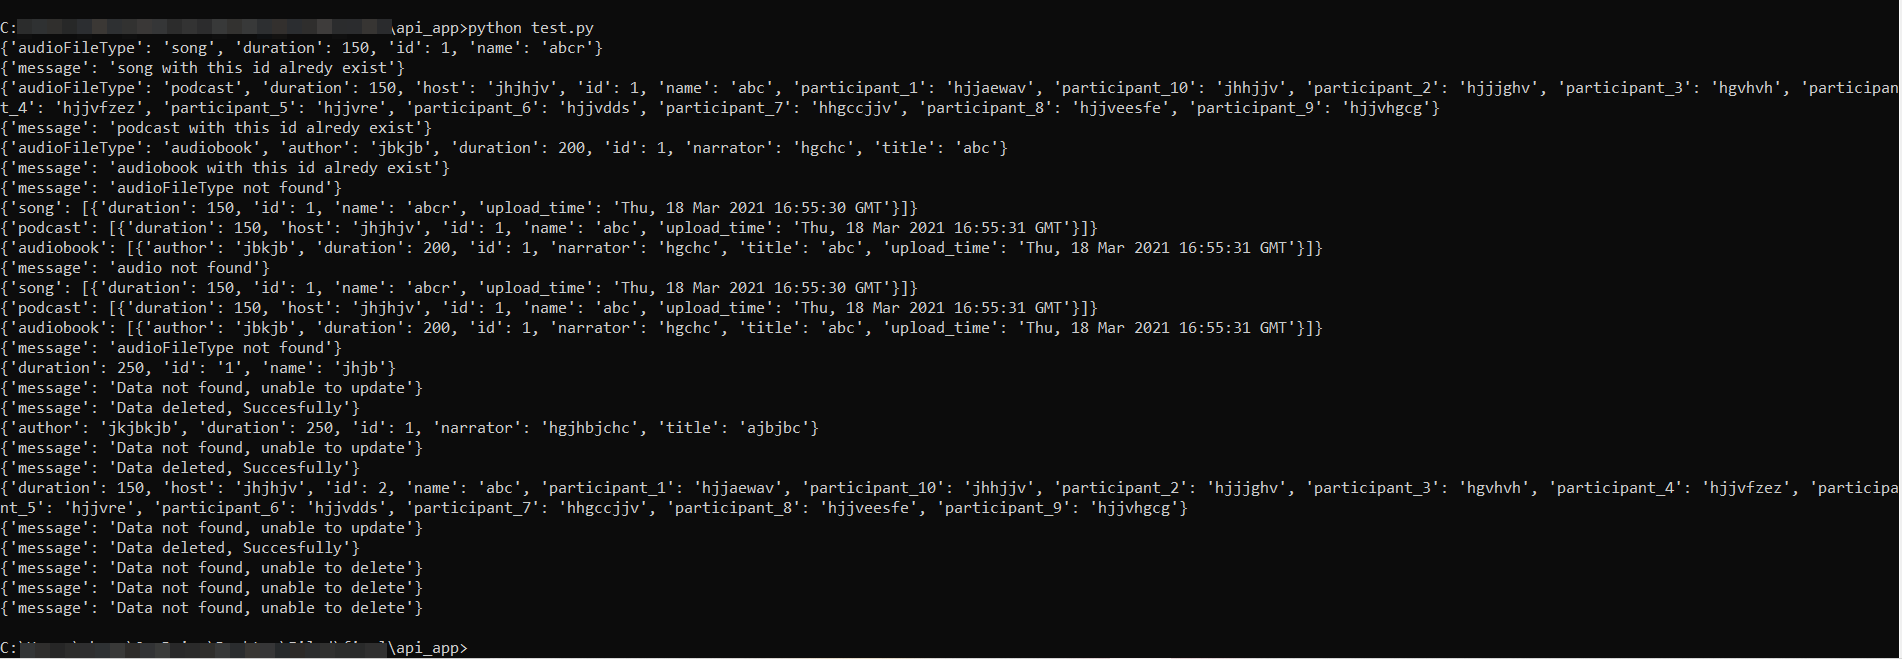 C:\api_app>python test.py
{'audioFileType': 'song', 'duration': 150, 'id': 1, 'name': 'abcr'}
{'message': 'song with this id alredy exist'}
{'audioFileType': 'podcast', 'duration': 150, 'host': 'jhjhjv', 'id': 1, 'name': 'abc', 'participant_1': 'hjjaewav', 'participant_10': 'jhhjjv', 'participant_2': 'hjjjghv', 'participant_3': 'hgvhvh', 'participan
t_4': 'hjjvfzez', 'participant_5': 'hjjvre', 'participant_6': 'hjjvdds', 'participant_7': 'hhgccjjv', 'participant_8': 'hjjveesfe', 'participant_9': 'hjjvhgcg'}
{'message': 'podcast with this id alredy exist'}
{'audioFileType': 'audiobook', 'author': 'jbkjb', 'duration': 200, 'id': 1, 'narrator': 'hgchc', 'title': 'abc'}
{'message': 'audiobook with this id alredy exist'}
{'message': 'audioFileType not found'}
{'song': [{'duration': 150, 'id': 1, 'name': 'abcr', 'upload_time': 'Thu, 18 Mar 2021 16:55:30 GMT'}]}
{'podcast': [{'duration': 150, 'host': 'jhjhjv', 'id': 1, 'name': 'abc', 'upload_time': 'Thu, 18 Mar 2021 16:55:31 GMT'}]}
{'audiobook': [{'author': 'jbkjb', 'duration': 200, 'id': 1, 'narrator': 'hgchc', 'title': 'abc', 'upload_time': 'Thu, 18 Mar 2021 16:55:31 GMT'}]}
{'message': 'audio not found'}
{'song': [{'duration': 150, 'id': 1, 'name': 'abcr', 'upload_time': 'Thu, 18 Mar 2021 16:55:30 GMT'}]}
{'podcast': [{'duration': 150, 'host': 'jhjhjv', 'id': 1, 'name': 'abc', 'upload_time': 'Thu, 18 Mar 2021 16:55:31 GMT'}]}
{'audiobook': [{'author': 'jbkjb', 'duration': 200, 'id': 1, 'narrator': 'hgchc', 'title': 'abc', 'upload_time': 'Thu, 18 Mar 2021 16:55:31 GMT'}]}
{'message': 'audioFileType not found'}
{'duration': 250, 'id': '1', 'name': 'jhjb'}
{'message': 'Data not found, unable to update'}
{'message': 'Data deleted, Succesfully'}
{'author': 'jkjbkjb', 'duration': 250, 'id': 1, 'narrator': 'hgjhbjchc', 'title': 'ajbjbc'}
{'message': 'Data not found, unable to update'}
{'message': 'Data deleted, Succesfully'}
{'duration': 150, 'host': 'jhjhjv', 'id': 2, 'name': 'abc', 'participant_1': 'hjjaewav', 'participant_10': 'jhhjjv', 'participant_2': 'hjjjghv', 'participant_3': 'hgvhvh', 'participant_4': 'hjjvfzez', 'participa
nt_5': 'hjjvre', 'participant_6': 'hjjvdds', 'participant_7': 'hhgccjjv', 'participant_8': 'hjjveesfe', 'participant_9': 'hjjvhgcg'}
{'message': 'Data not found, unable to update'}
{'message': 'Data deleted, Succesfully'}
{'message': 'Data not found, unable to delete'}
{'message': 'Data not found, unable to delete'}
{'message': 'Data not found, unable to delete'}
C:\api_app>